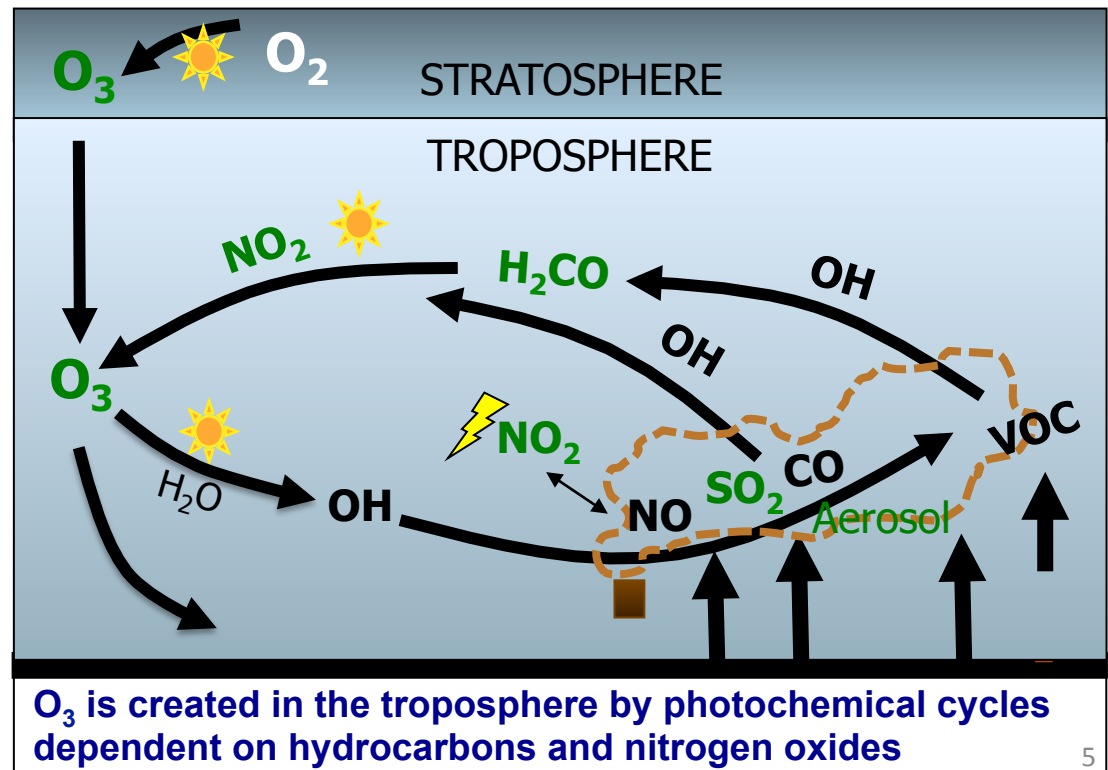 O₃ O₂
STRATOSPHERE
TROPOSPHERE
NO₂
H₂CO
OH
OH
O₃
H₂O
OH
NO₂
NO
SO₂
CO
Aerosol
VOC
O₃ is created in the troposphere by photochemical cycles
dependent on hydrocarbons and nitrogen oxides
5